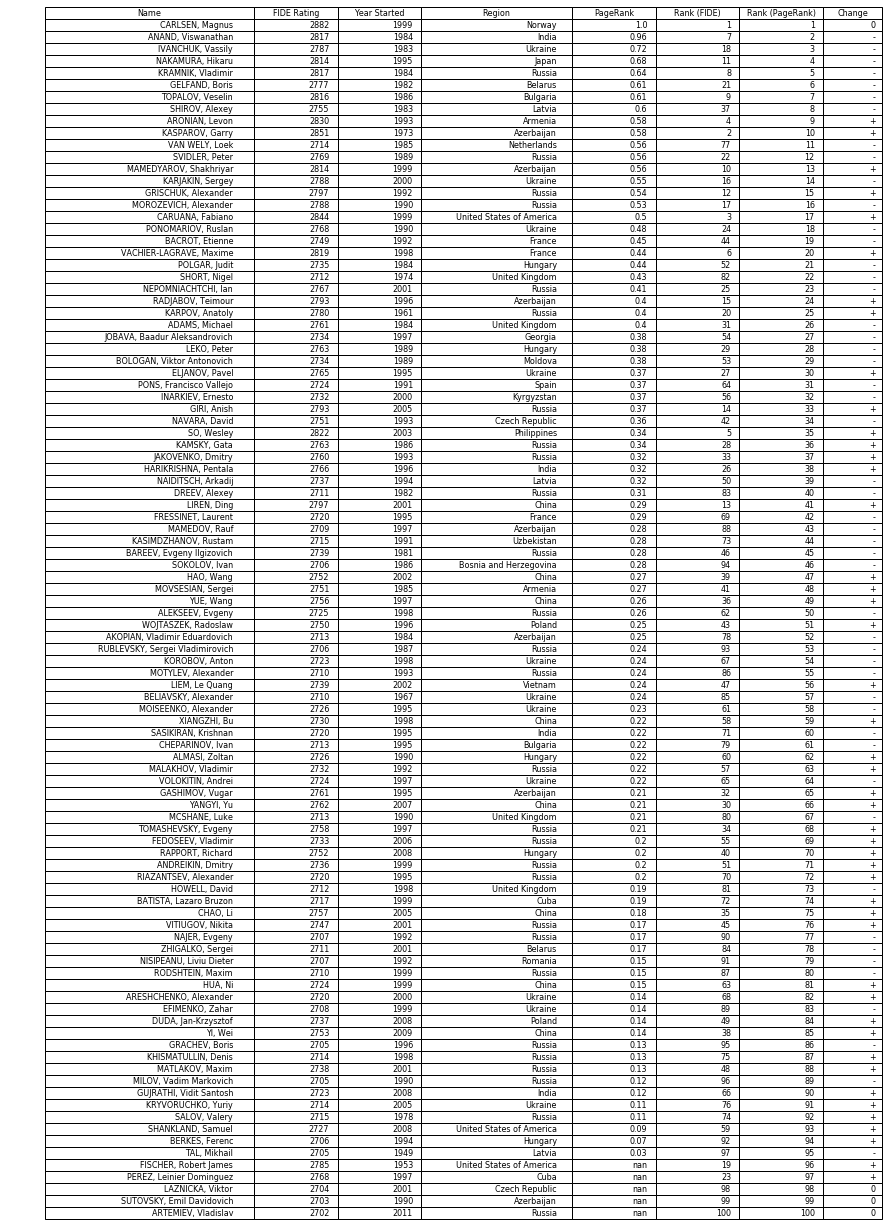 Name FIDE Rating Year Started Region PageRank Rank (FIDE) Rank (PageRank) Change
CARLSEN, Magnus 2882 1999 Norway 1.0 1 1 0
ANAND, Viswanathan 2817 1984 India 0.96 7 2 -
IVANCHUK, Vassily 2787 1983 Ukraine 0.72 18 3 -
NAKAMURA, Hikaru 2814 1995 Japan 0.68 11 4 -
KRAMNIK, Vladimir 2817 1984 Russia 0.64 8 5 -
GELFAND, Boris 2777 1982 Belarus 0.61 21 6 -
TOPALOV, Veselin 2816 1986 Bulgaria 0.61 9 7 -
SHIROV, Alexey 2755 1983 Latvia 0.6 37 8 -
ARONIAN, Levon 2830 1993 Armenia 0.58 4 9 +
KASPAROV, Garry 2851 1973 Azerbaijan 0.58 2 10 +
VAN WELY, Loek 2714 1985 Netherlands 0.56 77 11 -
SVIDLER, Peter 2769 1989 Russia 0.56 22 12 -
MAMEDYAROV, Shakhriyar 2814 1999 Azerbaijan 0.56 10 13 +
KARJAKIN, Sergey 2788 2000 Ukraine 0.55 16 14 -
GRISCHUK, Alexander 2797 1992 Russia 0.54 12 15 +
MOROZEVICH, Alexander 2788 1990 Russia 0.53 17 16 -
CARUANA, Fabiano 2844 1999 United States of America 0.5 3 17 +
PONOMARIOV, Ruslan 2768 1990 Ukraine 0.48 24 18 -
BACROT, Etienne 2749 1992 France 0.45 44 19 -
VACHIER-LAGRAVE, Maxime 2819 1998 France 0.44 6 20 +
POLGAR, Judit 2735 1984 Hungary 0.44 52 21 -
SHORT, Nigel 2712 1974 United Kingdom 0.43 82 22 -
NEPOMNIACHTCHI, Ian 2767 2001 Russia 0.41 25 23 -
RADJABOV, Teimour 2793 1996 Azerbaijan 0.4 15 24 +
KARPOV, Anatoly 2780 1961 Russia 0.4 20 25 +
ADAMS, Michael 2761 1984 United Kingdom 0.4 31 26 -
JOBAVA, Baadur Aleksandrovich 2734 1997 Georgia 0.38 54 27 -
LEKO, Peter 2763 1989 Hungary 0.38 29 28 -
BOLOGAN, Viktor Antonovich 2734 1989 Moldova 0.38 53 29 -
ELJANOV, Pavel 2765 1995 Ukraine 0.37 27 30 +
PONS, Francisco Vallejo 2724 1991 Spain 0.37 64 31 -
INARKIEV, Ernesto 2732 2000 Kyrgyzstan 0.37 56 32 -
GIRI, Anish 2793 2005 Russia 0.37 14 33 +
NAVARA, David 2751 1993 Czech Republic 0.36 42 34 -
SO, Wesley 2822 2003 Philippines 0.34 5 35 +
KAMSKY, Gata 2763 1986 Russia 0.34 28 36 +
JAKOVENKO, Dmitry 2760 1993 Russia 0.32 33 37 +
HARIKRISHNA, Pentala 2766 1996 India 0.32 26 38 +
NAIDITSCH, Arkadij 2737 1994 Latvia 0.32 50 39 -
DREEV, Alexey 2711 1982 Russia 0.31 83 40 -
LIREN, Ding 2797 2001 China 0.29 13 41 +
FRESSINET, Laurent 2720 1995 France 0.29 69 42 -
MAMEDOV, Rauf 2709 1997 Azerbaijan 0.28 88 43 -
KASIMDZHANOV, Rustam 2715 1991 Uzbekistan 0.28 73 44 -
BAREEV, Evgeny Ilgizovich 2739 1981 Russia 0.28 46 45 -
SOKOLOV, Ivan 2706 1986 Bosnia and Herzegovina 0.28 94 46 -
HAO, Wang 2752 2002 China 0.27 39 47 +
MOVSESIAN, Sergei 2751 1985 Armenia 0.27 41 48 +
YUE, Wang 2756 1997 China 0.26 36 49 +
ALEKSEEV, Evgeny 2725 1998 Russia 0.26 62 50 -
WOJTASZEK, Radoslaw 2750 1996 Poland 0.25 43 51 +
AKOPIAN, Vladimir Eduardovich 2713 1984 Azerbaijan 0.25 78 52 -
RUBLEVSKY, Sergei Vladimirovich 2706 1987 Russia 0.24 93 53 -
KOROBOV, Anton 2723 1998 Ukraine 0.24 67 54 -
MOTYLEV, Alexander 2710 1993 Russia 0.24 86 55 -
LIEM, Le Quang 2739 2002 Vietnam 0.24 47 56 +
BELIAVSKY, Alexander 2710 1967 Ukraine 0.24 85 57 -
MOISEENKO, Alexander 2726 1995 Ukraine 0.23 61 58 -
XIANGZHI, Bu 2730 1998 China 0.22 58 59 +
SASIKIRAN, Krishnan 2720 1995 India 0.22 71 60 -
CHEPARINOV, Ivan 2713 1995 Bulgaria 0.22 79 61 -
ALMASI, Zoltan 2726 1990 Hungary 0.22 60 62 +
MALAKHOV, Vladimir 2732 1992 Russia 0.22 57 63 +
VOLOKITIN, Andrei 2724 1997 Ukraine 0.22 65 64 -
GASHIMOV, Vugar 2761 1995 Azerbaijan 0.21 32 65 +
YANGYI, Yu 2762 2007 China 0.21 30 66 +
MCSHANE, Luke 2713 1990 United Kingdom 0.21 80 67 -
TOMASHEVSKY, Evgeny 2758 1997 Russia 0.21 34 68 +
FEDOSEEV, Vladimir 2733 2006 Russia 0.2 55 69 +
RAPPORT, Richard 2752 2008 Hungary 0.2 40 70 +
ANDREIKIN, Dmitry 2736 1999 Russia 0.2 51 71 +
RIAZANTSEV, Alexander 2720 1995 Russia 0.2 70 72 +
HOWELL, David 2712 1998 United Kingdom 0.19 81 73 -
BATISTA, Lazaro Bruzon 2717 1999 Cuba 0.19 72 74 +
CHAO, Li 2757 2005 China 0.18 35 75 +
VITIUGOV, Nikita 2747 2001 Russia 0.17 45 76 +
NAJER, Evgeny 2707 1992 Russia 0.17 90 77 -
ZHIGALKO, Sergei 2711 2001 Belarus 0.17 84 78 -
NISIPEANU, Liviu Dieter 2707 1992 Romania 0.15 91 79 -
RODSHTEIN, Maxim 2710 1999 Russia 0.15 87 80 -
HUA, Ni 2724 1999 China 0.15 63 81 +
ARESHCHENKO, Alexander 2720 2000 Ukraine 0.14 68 82 +
EFIMENKO, Zahar 2708 1999 Ukraine 0.14 89 83 -
DUDA, Jan-Krzysztof 2737 2008 Poland 0.14 49 84 +
YI, Wei 2753 2009 China 0.14 38 85 +
GRACHEV, Boris 2705 1996 Russia 0.13 95 86 -
KHISMATULLIN, Denis 2714 1998 Russia 0.13 75 87 +
MATLAKOV, Maxim 2738 2001 Russia 0.13 48 88 +
MILOV, Vadim Markovich 2705 1990 Russia 0.12 96 89 -
GUJRATHI, Vidit Santosh 2723 2008 India 0.12 66 90 +
KRYVORUCHKO, Yuriy 2714 2005 Ukraine 0.11 76 91 +
SALOV, Valery 2715 1978 Russia 0.11 74 92 +
SHANKLAND, Samuel 2727 2008 United States of America 0.09 59 93 +
BERKES, Ferenc 2706 1994 Hungary 0.07 92 94 +
TAL, Mikhail 2705 1949 Latvia 0.03 97 95 -
FISCHER, Robert James 2785 1953 United States of America nan 19 96 +
PEREZ, Leinier Dominguez 2768 1997 Cuba nan 23 97 +
LAZNICKA, Viktor 2704 2001 Czech Republic nan 98 98 0
SUTOVSKY, Emil Davidovich 2703 1990 Azerbaijan nan 99 99 0
ARTEMIEV, Vladislav 2702 2011 Russia nan 100 100 0